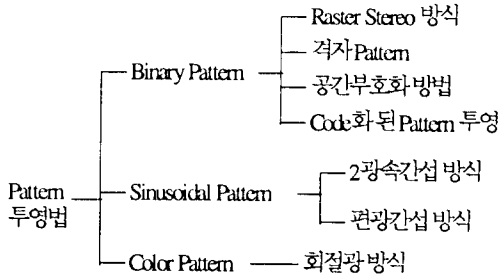 Raster Stereo 방식
격자 Pattern
Binary Pattern
공간부호화 방법
Code화 된 Pattern 투영
Pattern
투영법
Sinusoidal Pattern
2광속간섭 방식
편광간섭 방식
Color Pattern
회절광 방식